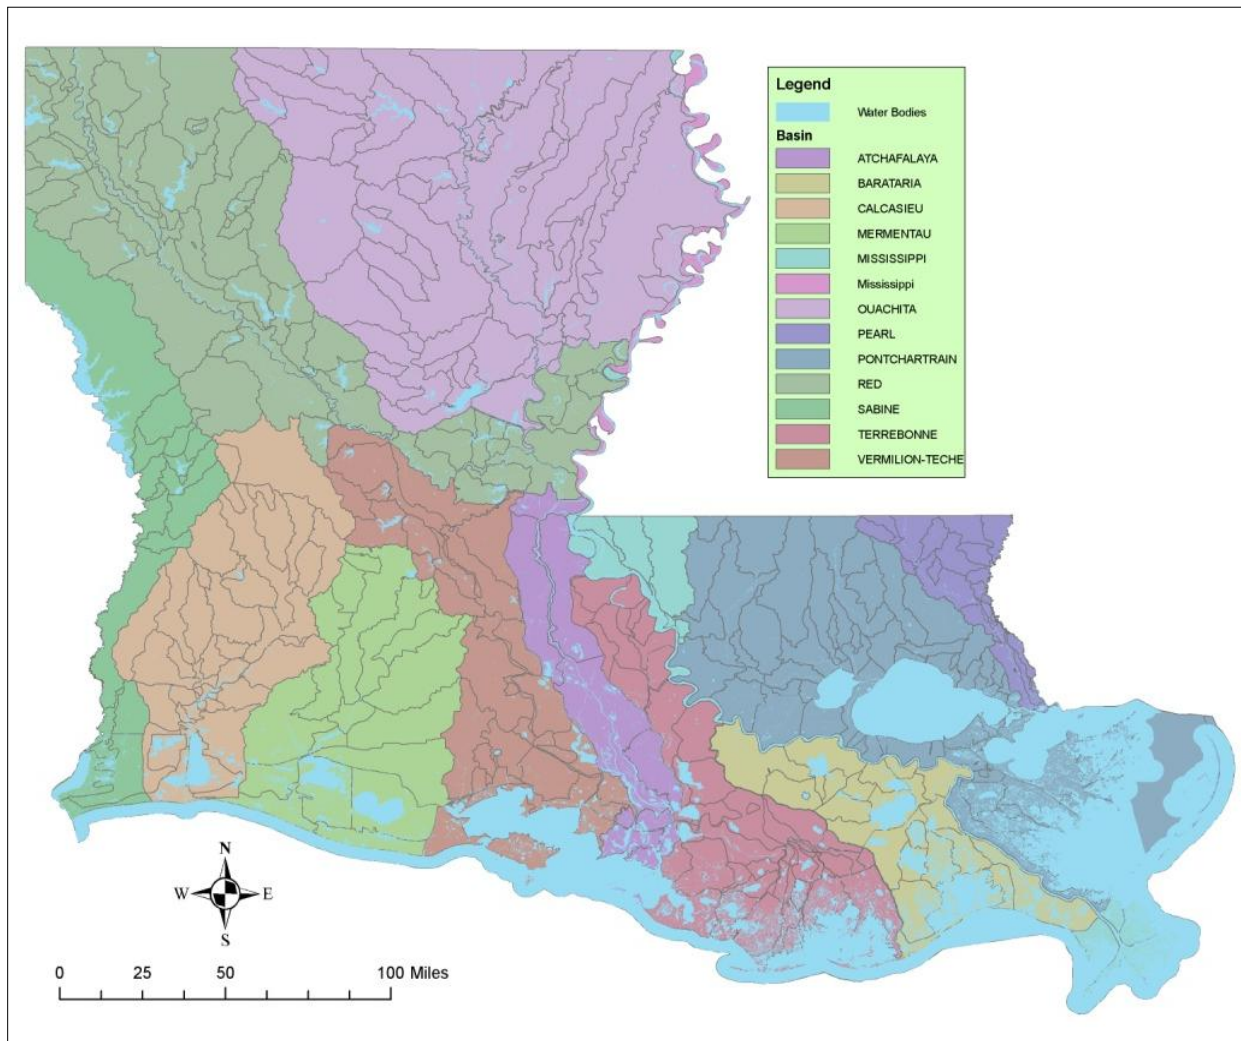 Legend
Water Bodies
Basin
ATCHAFALAYA
BARATARIA
CALCASIEU
MERMENTAU
MISSISSIPPI
Mississippi
OUACHITA
PEARL
PONTCHARTRAIN
RED
SABINE
TERREBONNE
VERMILION-TECHE
N
W E
S
0 25 50 100 Miles